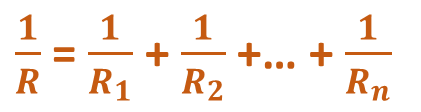 1/R = 1/R₁ + 1/R₂ +...+ 1/Rₙ